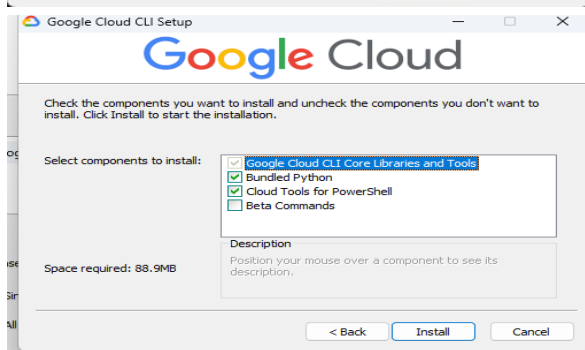 Google Cloud CLI Setup
Google Cloud
Check the components you want to install and uncheck the components you don't want to
install. Click Install to start the installation.
Select components to install:
Google Cloud CLI Core Libraries and Tools
Bundled Python
Cloud Tools for PowerShell
Beta Commands
Description
Position your mouse over a component to see its
description.
Space required: 88.9MB
< Back
Install
Cancel
All